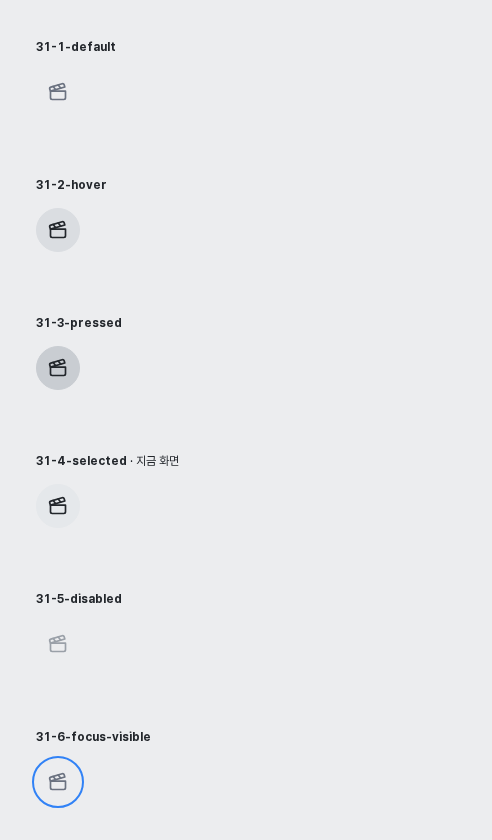 31-1-default
31-2-hover
31-3-pressed
31-4-selected · 지금 화면
31-5-disabled
31-6-focus-visible